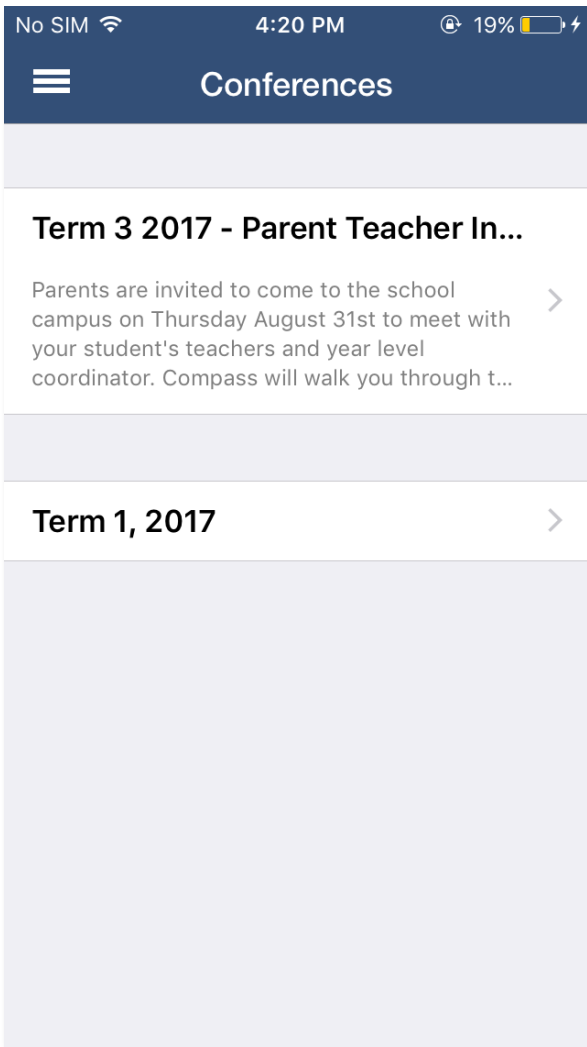 No SIM 4:20 PM 19%
Conferences
Term 3 2017 - Parent Teacher In...
Parents are invited to come to the school
campus on Thursday August 31st to meet with
your student's teachers and year level
coordinator. Compass will walk you through t...
Term 1, 2017